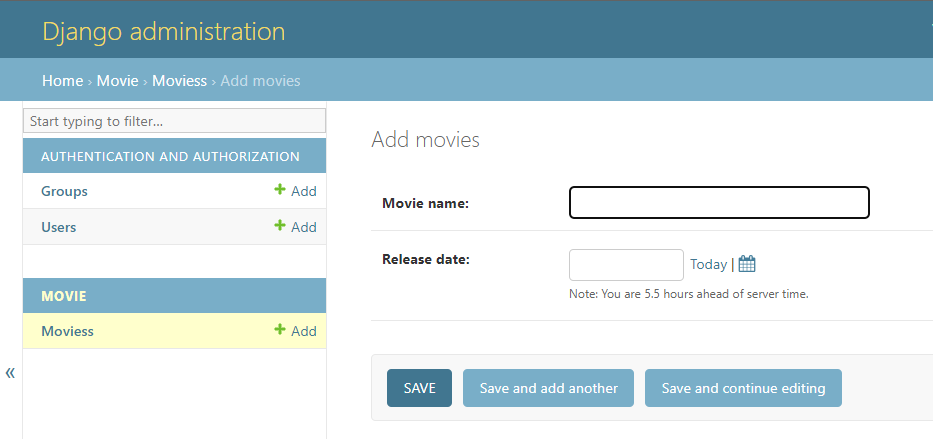 Django administration
Home › Movie › Moviess › Add movies
Start typing to filter...
AUTHENTICATION AND AUTHORIZATION
Groups + Add
Users + Add
MOVIE
Moviess + Add
«
Add movies
Movie name:
Release date:
Today |
Note: You are 5.5 hours ahead of server time.
SAVE Save and add another Save and continue editing